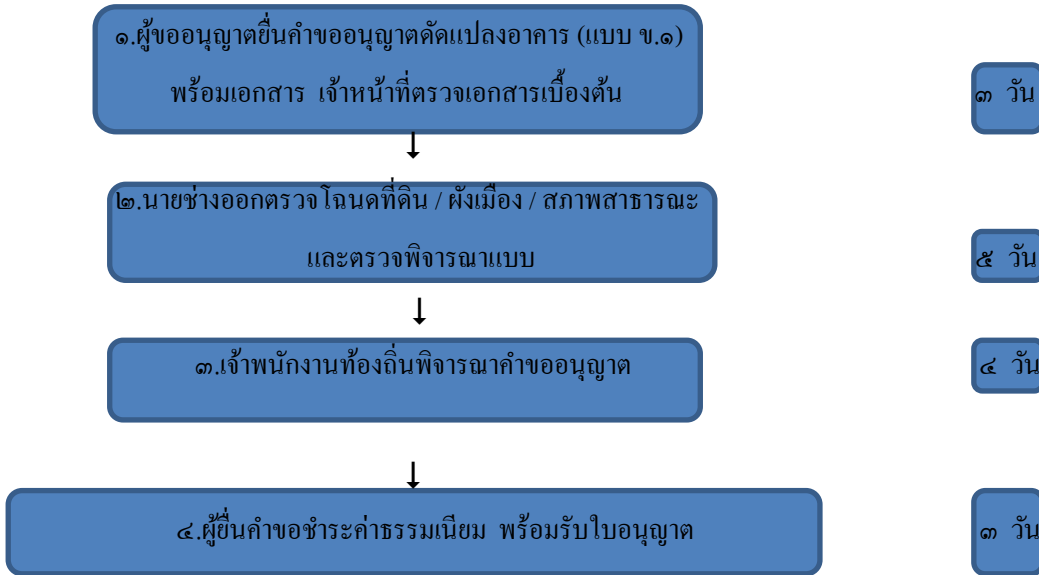 ๑.ผู้ขออนุญาตยื่นคำขออนุญาตดัดแปลงอาคาร (แบบ ข.๑)
พร้อมเอกสาร เจ้าหน้าที่ตรวจเอกสารเบื้องต้น
๓ วัน
๒.นายช่างออกตรวจโฉนดที่ดิน / ผังเมือง / สภาพสาธารณะ
และตรวจพิจารณาแบบ
๕ วัน
๓.เจ้าพนักงานท้องถิ่นพิจารณาคำขออนุญาต
๔ วัน
๔.ผู้ยื่นคำขอชำระค่าธรรมเนียม พร้อมรับใบอนุญาต
๓ วัน